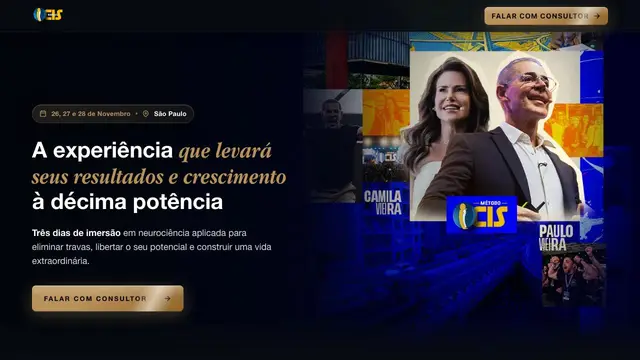 CIS
FALAR COM CONSULTOR →
26, 27 e 28 de Novembro • São Paulo
A experiência que levará
seus resultados e crescimento
à décima potência
Três dias de imersão em neurociência aplicada para
eliminar travas, libertar o seu potencial e construir uma vida
extraordinária.
FALAR COM CONSULTOR →
CIS
CAMILA
VIEIRA
MÉTODO
CIS
PAULO
VIEIRA